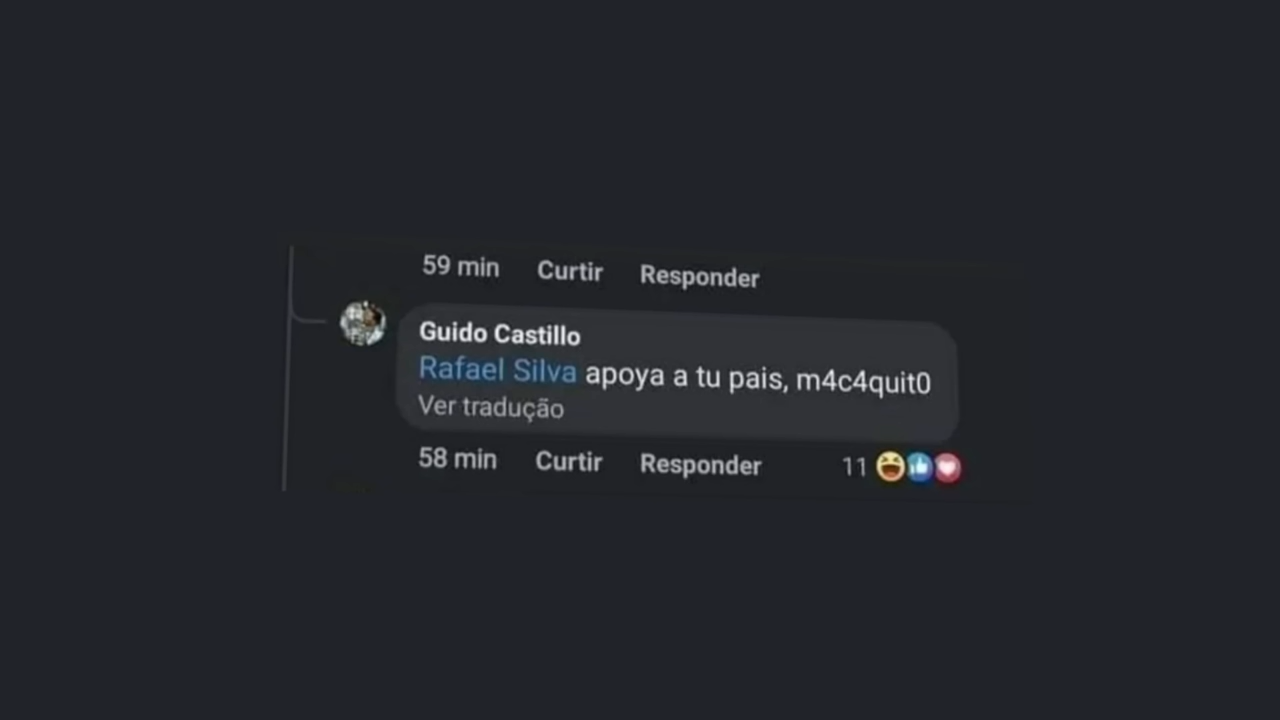 59 min Curtir Responder
Guido Castillo
Rafael Silva apoya a tu pais, m4c4quit0
Ver tradução
58 min Curtir Responder 11